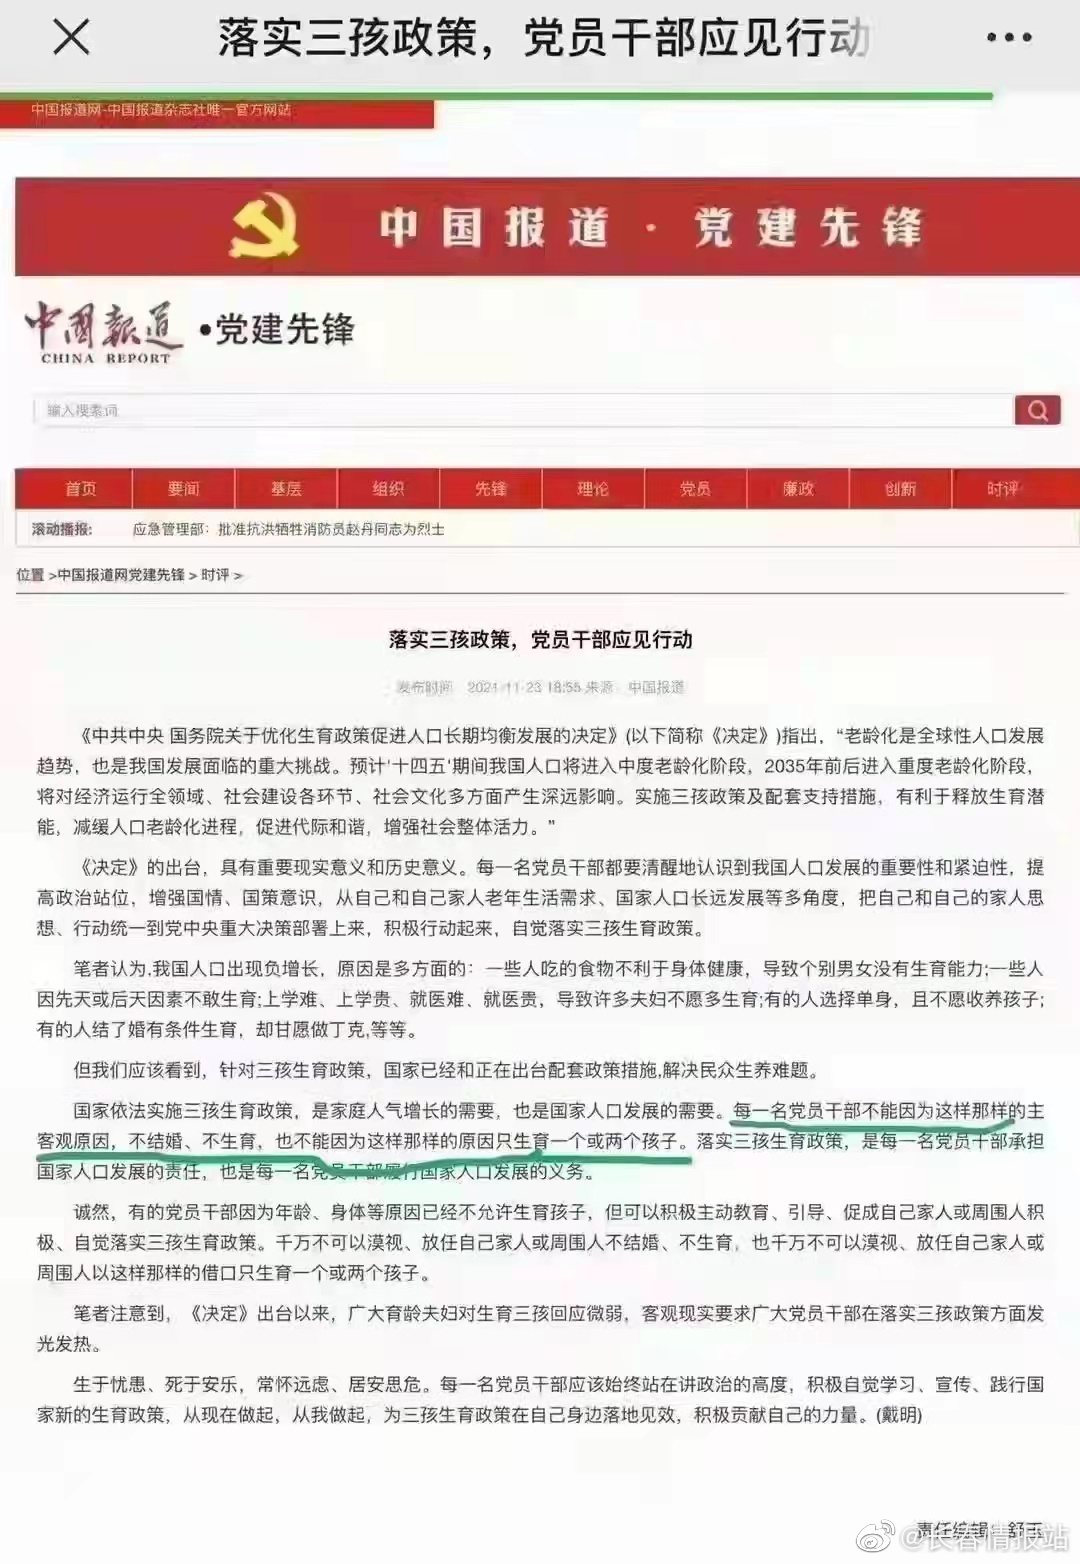 落实三孩政策，党员干部应见行动
中国报道网-中国报道杂志社唯一官方网站
中国报道·党建先锋
中國報道
CHINA REPORT
•党建先锋
输入搜索词
首页 要闻 基层 组织 先锋 理论 党员 廉政 创新 时评
滚动播报: 应急管理部：批准抗洪牺牲消防员赵丹同志为烈士
位置 >中国报道网党建先锋 > 时评 >
落实三孩政策，党员干部应见行动
发布时间 2021-11-23 18:55 来源 中国报道
《中共中央 国务院关于优化生育政策促进人口长期均衡发展的决定》(以下简称《决定》)指出，“老龄化是全球性人口发展
趋势，也是我国发展面临的重大挑战。预计'十四五'期间我国人口将进入中度老龄化阶段，2035年前后进入重度老龄化阶段，
将对经济运行全领域、社会建设各环节、社会文化多方面产生深远影响。实施三孩政策及配套支持措施，有利于释放生育潜
能，减缓人口老龄化进程，促进代际和谐，增强社会整体活力。”
《决定》的出台，具有重要现实意义和历史意义。每一名党员干部都要清醒地认识到我国人口发展的重要性和紧迫性，提
高政治站位，增强国情、国策意识，从自己和自己家人老年生活需求、国家人口长远发展等多角度，把自己和自己的家人思
想、行动统一到党中央重大决策部署上来，积极行动起来，自觉落实三孩生育政策。
笔者认为,我国人口出现负增长，原因是多方面的：一些人吃的食物不利于身体健康，导致个别男女没有生育能力;一些人
因先天或后天因素不敢生育;上学难、上学贵、就医难、就医贵，导致许多夫妇不愿多生育;有的人选择单身，且不愿收养孩子;
有的人结了婚有条件生育，却甘愿做丁克,等等。
但我们应该看到，针对三孩生育政策，国家已经和正在出台配套政策措施,解决民众生养难题。
国家依法实施三孩生育政策，是家庭人气增长的需要，也是国家人口发展的需要。每一名党员干部不能因为这样那样的主
客观原因，不结婚、不生育，也不能因为这样那样的原因只生育一个或两个孩子。落实三孩生育政策，是每一名党员干部承担
国家人口发展的责任，也是每一名党员干部履行国家人口发展的义务。
诚然，有的党员干部因为年龄、身体等原因已经不允许生育孩子，但可以积极主动教育、引导、促成自己家人或周围人积
极、自觉落实三孩生育政策。千万不可以漠视、放任自己家人或周围人不结婚、不生育，也千万不可以漠视、放任自己家人或
周围人以这样那样的借口只生育一个或两个孩子。
笔者注意到，《决定》出台以来，广大育龄夫妇对生育三孩回应微弱，客观现实要求广大党员干部在落实三孩政策方面发
光发热。
生于忧患、死于安乐，常怀远虑、居安思危。每一名党员干部应该始终站在讲政治的高度，积极自觉学习、宣传、践行国
家新的生育政策，从现在做起，从我做起，为三孩生育政策在自己身边落地见效，积极贡献自己的力量。(戴明)
责任编辑 舒玉
@长春情报站